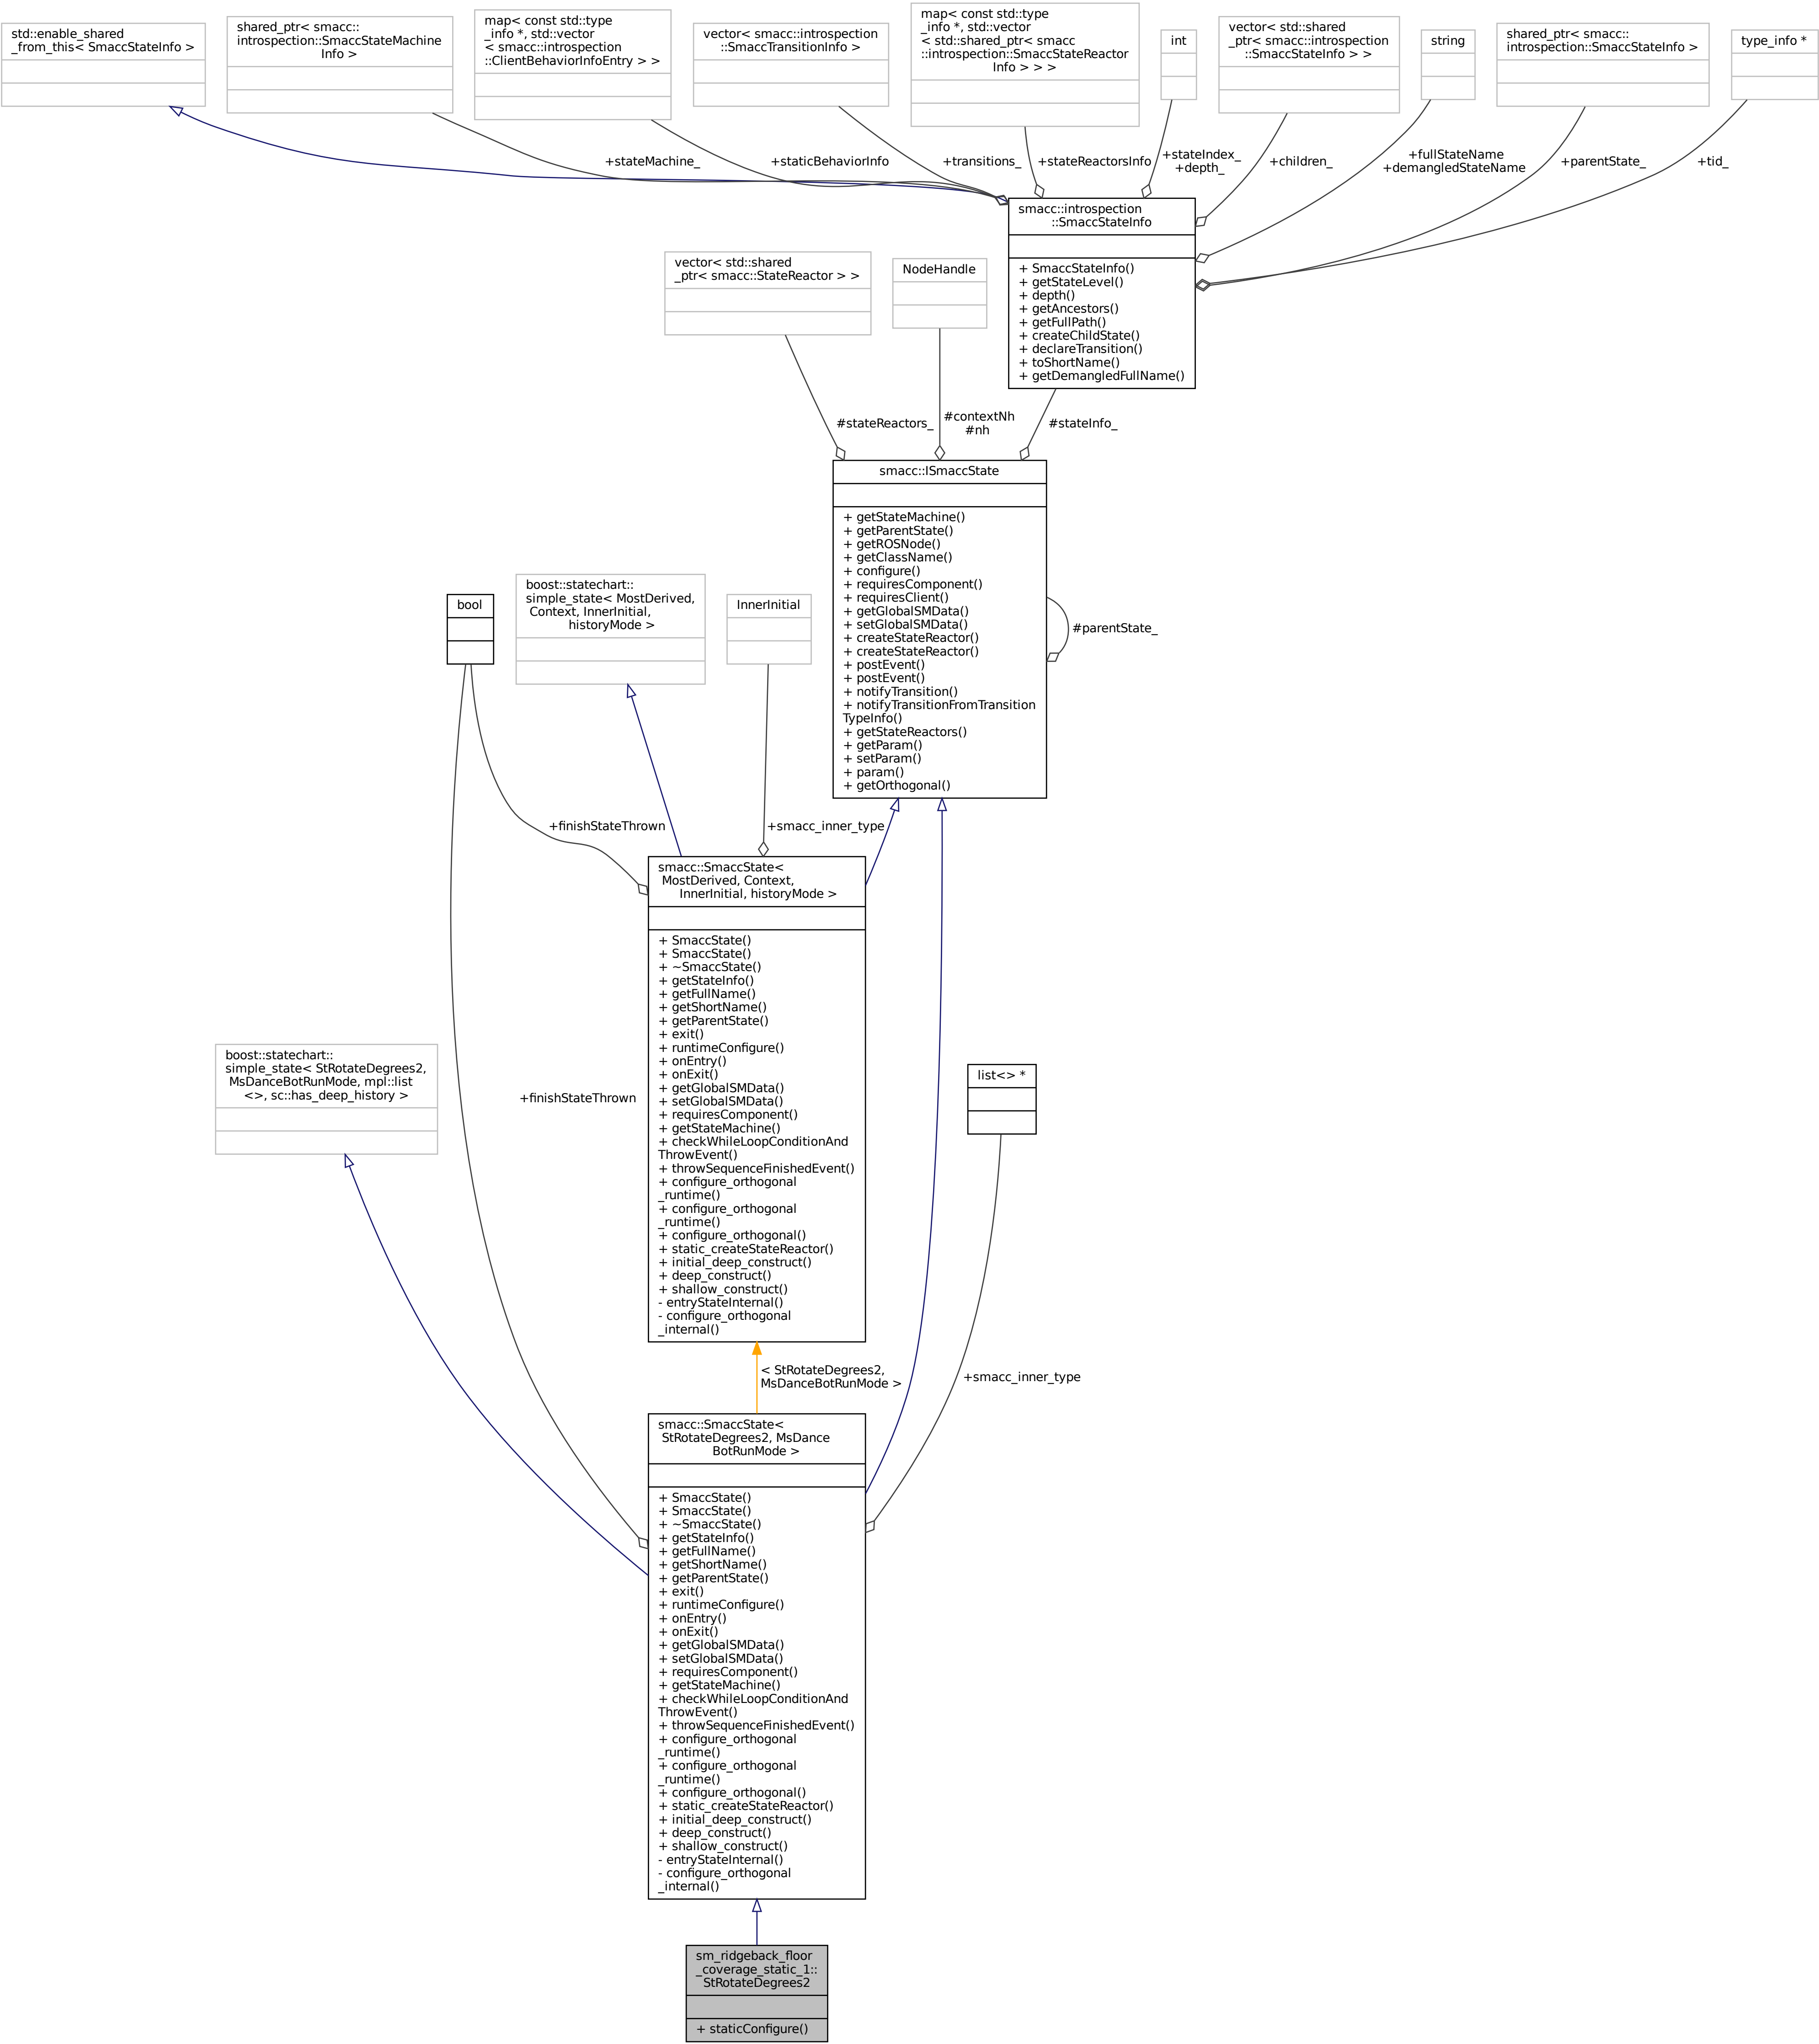 std::enable_shared
_from_this< SmaccStateInfo >
shared_ptr< smacc::
introspection::SmaccStateMachine
Info >
map< const std::type
_info *, std::vector
< smacc::introspection
::ClientBehaviorInfoEntry > >
vector< smacc::introspection
::SmaccTransitionInfo >
map< const std::type
_info *, std::vector
< std::shared_ptr< smacc
::introspection::SmaccStateReactor
Info > > >
int
vector< std::shared
_ptr< smacc::introspection
::SmaccStateInfo > >
string
shared_ptr< smacc::
introspection::SmaccStateInfo >
type_info *
+stateMachine_
+staticBehaviorInfo
+transitions_
+stateReactorsInfo
+stateIndex_
+depth_
+children_
+fullStateName
+demangledStateName
+parentState_
+tid_
smacc::introspection
::SmaccStateInfo
+ SmaccStateInfo()
+ getStateLevel()
+ depth()
+ getAncestors()
+ getFullPath()
+ createChildState()
+ declareTransition()
+ toShortName()
+ getDemangledFullName()
vector< std::shared
_ptr< smacc::StateReactor > >
NodeHandle
#stateReactors_
#contextNh
#nh
#stateInfo_
smacc::ISmaccState
+ getStateMachine()
+ getParentState()
+ getROSNode()
+ getClassName()
+ configure()
+ requiresComponent()
+ requiresClient()
+ getGlobalSMData()
+ setGlobalSMData()
+ createStateReactor()
+ createStateReactor()
+ postEvent()
+ postEvent()
+ notifyTransition()
+ notifyTransitionFromTransition
TypeInfo()
+ getStateReactors()
+ getParam()
+ setParam()
+ param()
+ getOrthogonal()
#parentState_
bool
boost::statechart::
simple_state< MostDerived,
Context, InnerInitial,
historyMode >
InnerInitial
+finishStateThrown
+smacc_inner_type
smacc::SmaccState<
MostDerived, Context,
InnerInitial, historyMode >
+ SmaccState()
+ SmaccState()
+ ~SmaccState()
+ getStateInfo()
+ getFullName()
+ getShortName()
+ getParentState()
+ exit()
+ runtimeConfigure()
+ onEntry()
+ onExit()
+ getGlobalSMData()
+ setGlobalSMData()
+ requiresComponent()
+ getStateMachine()
+ checkWhileLoopConditionAnd
ThrowEvent()
+ throwSequenceFinishedEvent()
+ configure_orthogonal
_runtime()
+ configure_orthogonal
_runtime()
+ configure_orthogonal()
+ static_createStateReactor()
+ initial_deep_construct()
+ deep_construct()
+ shallow_construct()
- entryStateInternal()
- configure_orthogonal
_internal()
boost::statechart::
simple_state< StRotateDegrees2,
MsDanceBotRunMode, mpl::list
<>, sc::has_deep_history >
+finishStateThrown
list<> *
< StRotateDegrees2,
MsDanceBotRunMode >
+smacc_inner_type
smacc::SmaccState<
StRotateDegrees2, MsDance
BotRunMode >
+ SmaccState()
+ SmaccState()
+ ~SmaccState()
+ getStateInfo()
+ getFullName()
+ getShortName()
+ getParentState()
+ exit()
+ runtimeConfigure()
+ onEntry()
+ onExit()
+ getGlobalSMData()
+ setGlobalSMData()
+ requiresComponent()
+ getStateMachine()
+ checkWhileLoopConditionAnd
ThrowEvent()
+ throwSequenceFinishedEvent()
+ configure_orthogonal
_runtime()
+ configure_orthogonal
_runtime()
+ configure_orthogonal()
+ static_createStateReactor()
+ initial_deep_construct()
+ deep_construct()
+ shallow_construct()
- entryStateInternal()
- configure_orthogonal
_internal()
sm_ridgeback_floor
_coverage_static_1::
StRotateDegrees2
+ staticConfigure()